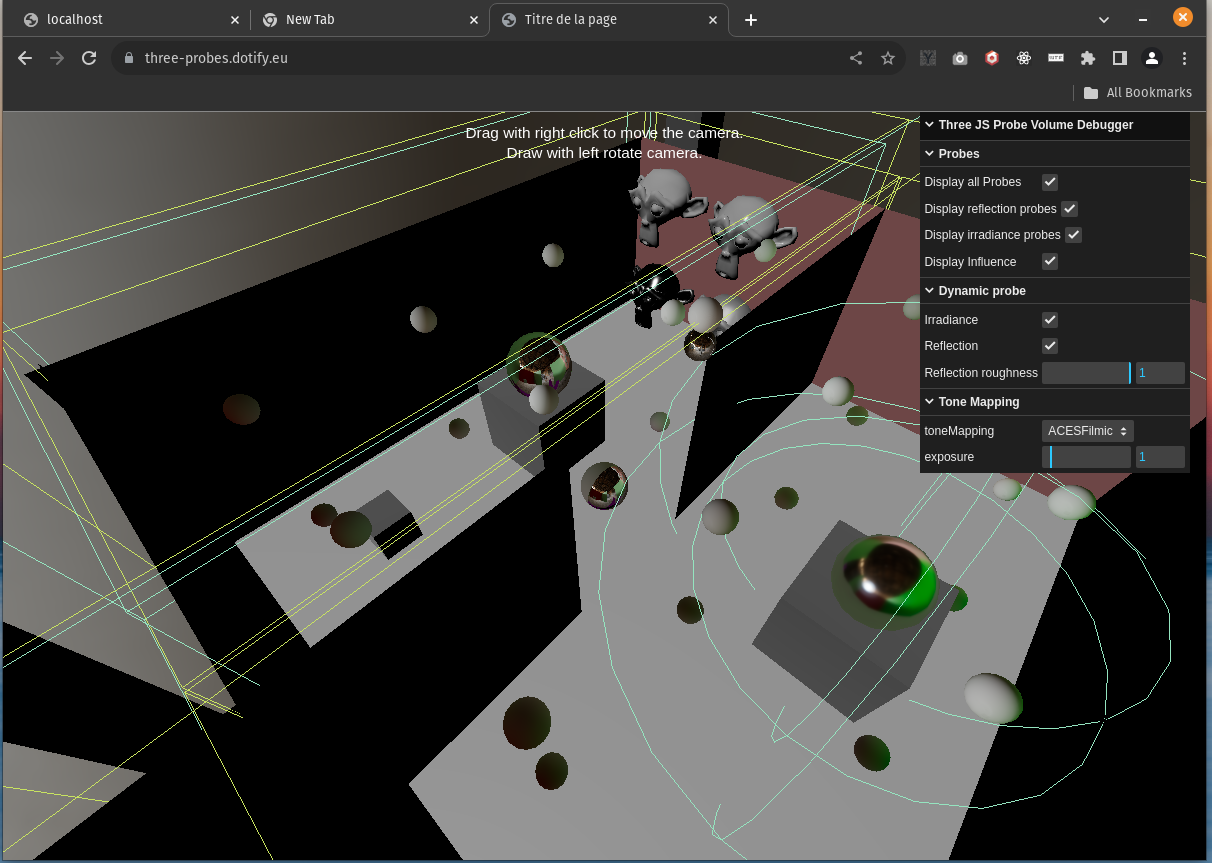 localhost
New Tab
Titre de la page
three-probes.dotify.eu
All Bookmarks
Drag with right click to move the camera.
Draw with left rotate camera.
Three JS Probe Volume Debugger
Probes
Display all Probes
Display reflection probes
Display irradiance probes
Display Influence
Dynamic probe
Irradiance
Reflection
Reflection roughness 1
Tone Mapping
toneMapping ACESFilmic
exposure 1